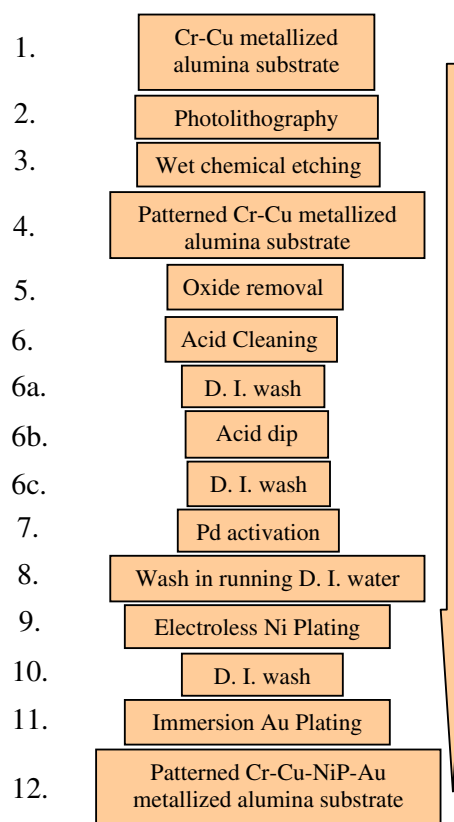 1. Cr-Cu metallized
alumina substrate
2. Photolithography
3. Wet chemical etching
4. Patterned Cr-Cu metallized
alumina substrate
5. Oxide removal
6. Acid Cleaning
6a. D. I. wash
6b. Acid dip
6c. D. I. wash
7. Pd activation
8. Wash in running D. I. water
9. Electroless Ni Plating
10. D. I. wash
11. Immersion Au Plating
12. Patterned Cr-Cu-NiP-Au
metallized alumina substrate